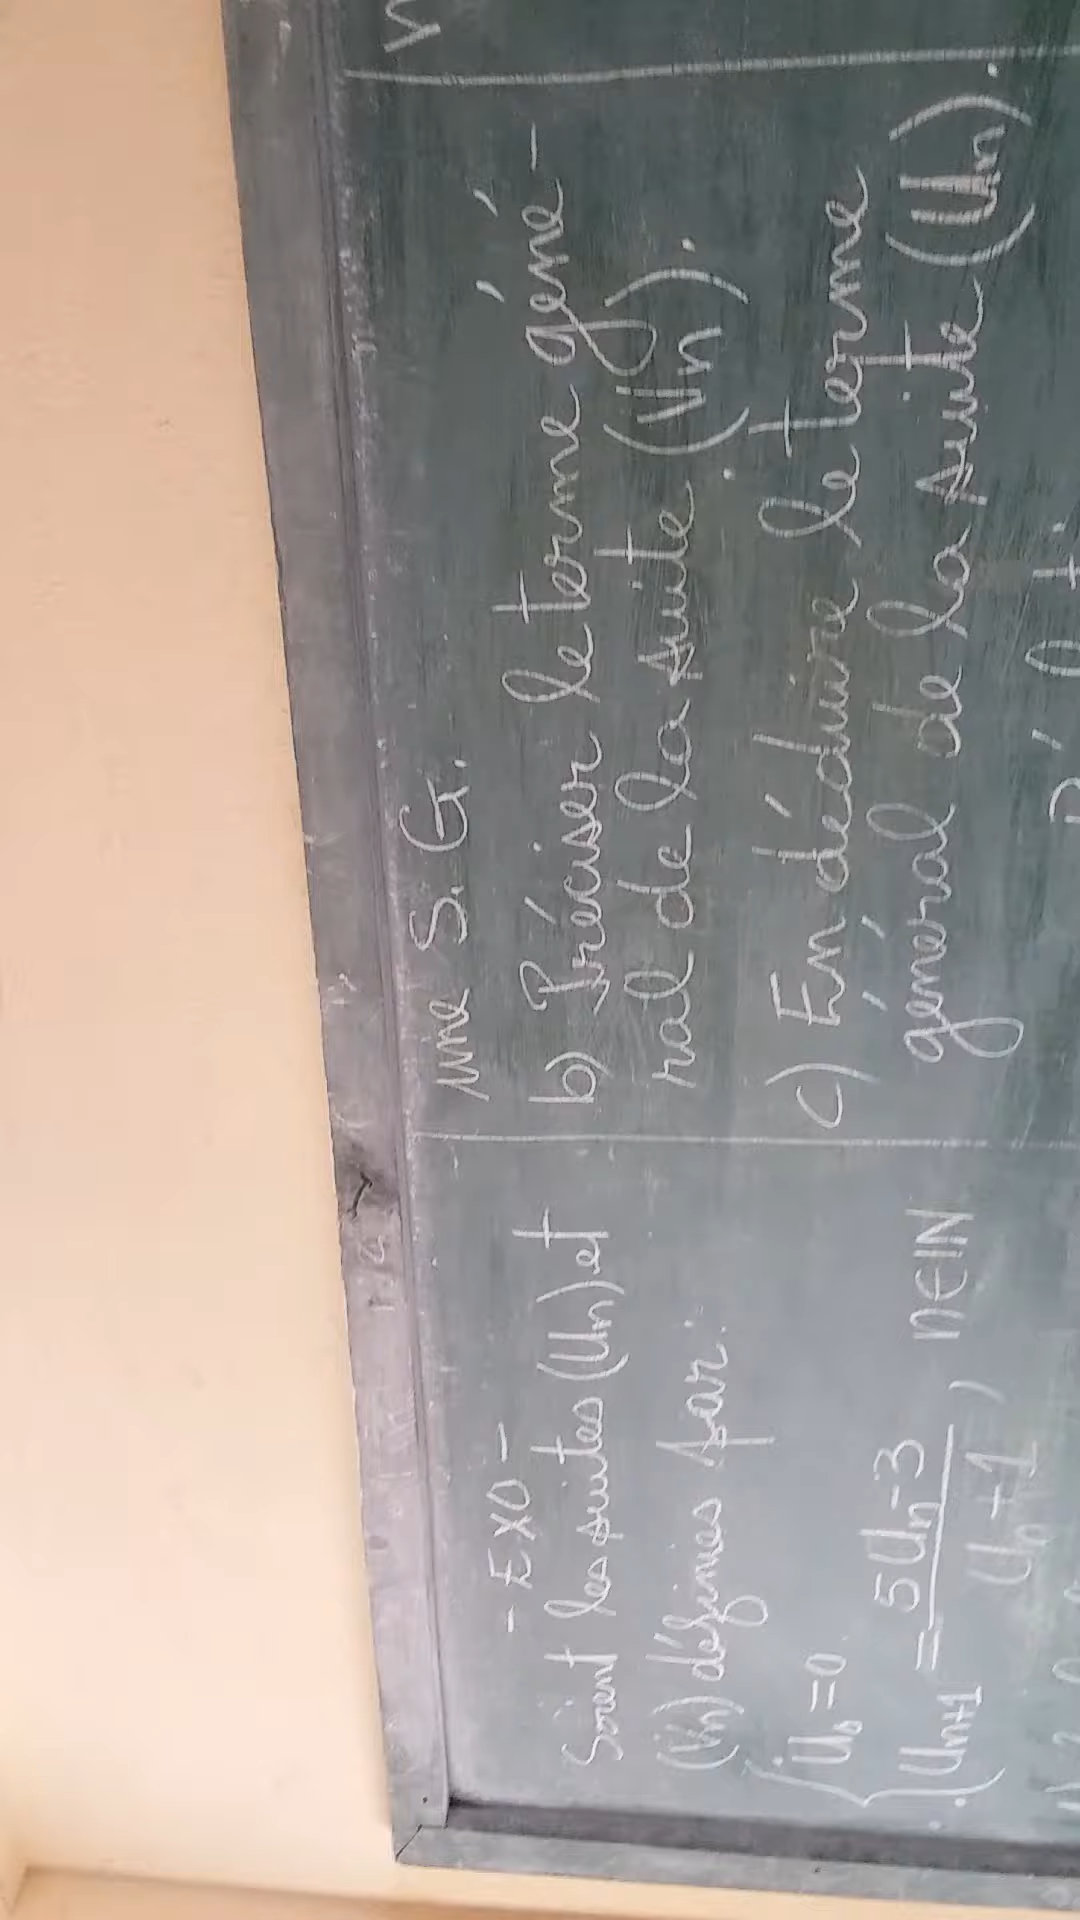 - EXO -
Soient les suites (Un) et
(Vn) définies par:
U0 = 0
Un+1 = 5Un-3 / Un+1 , n∈IN
une S.G.
b) Préciser le terme géné-
ral de la suite (Vn).
c) En déduire le terme
général de la suite (Un).